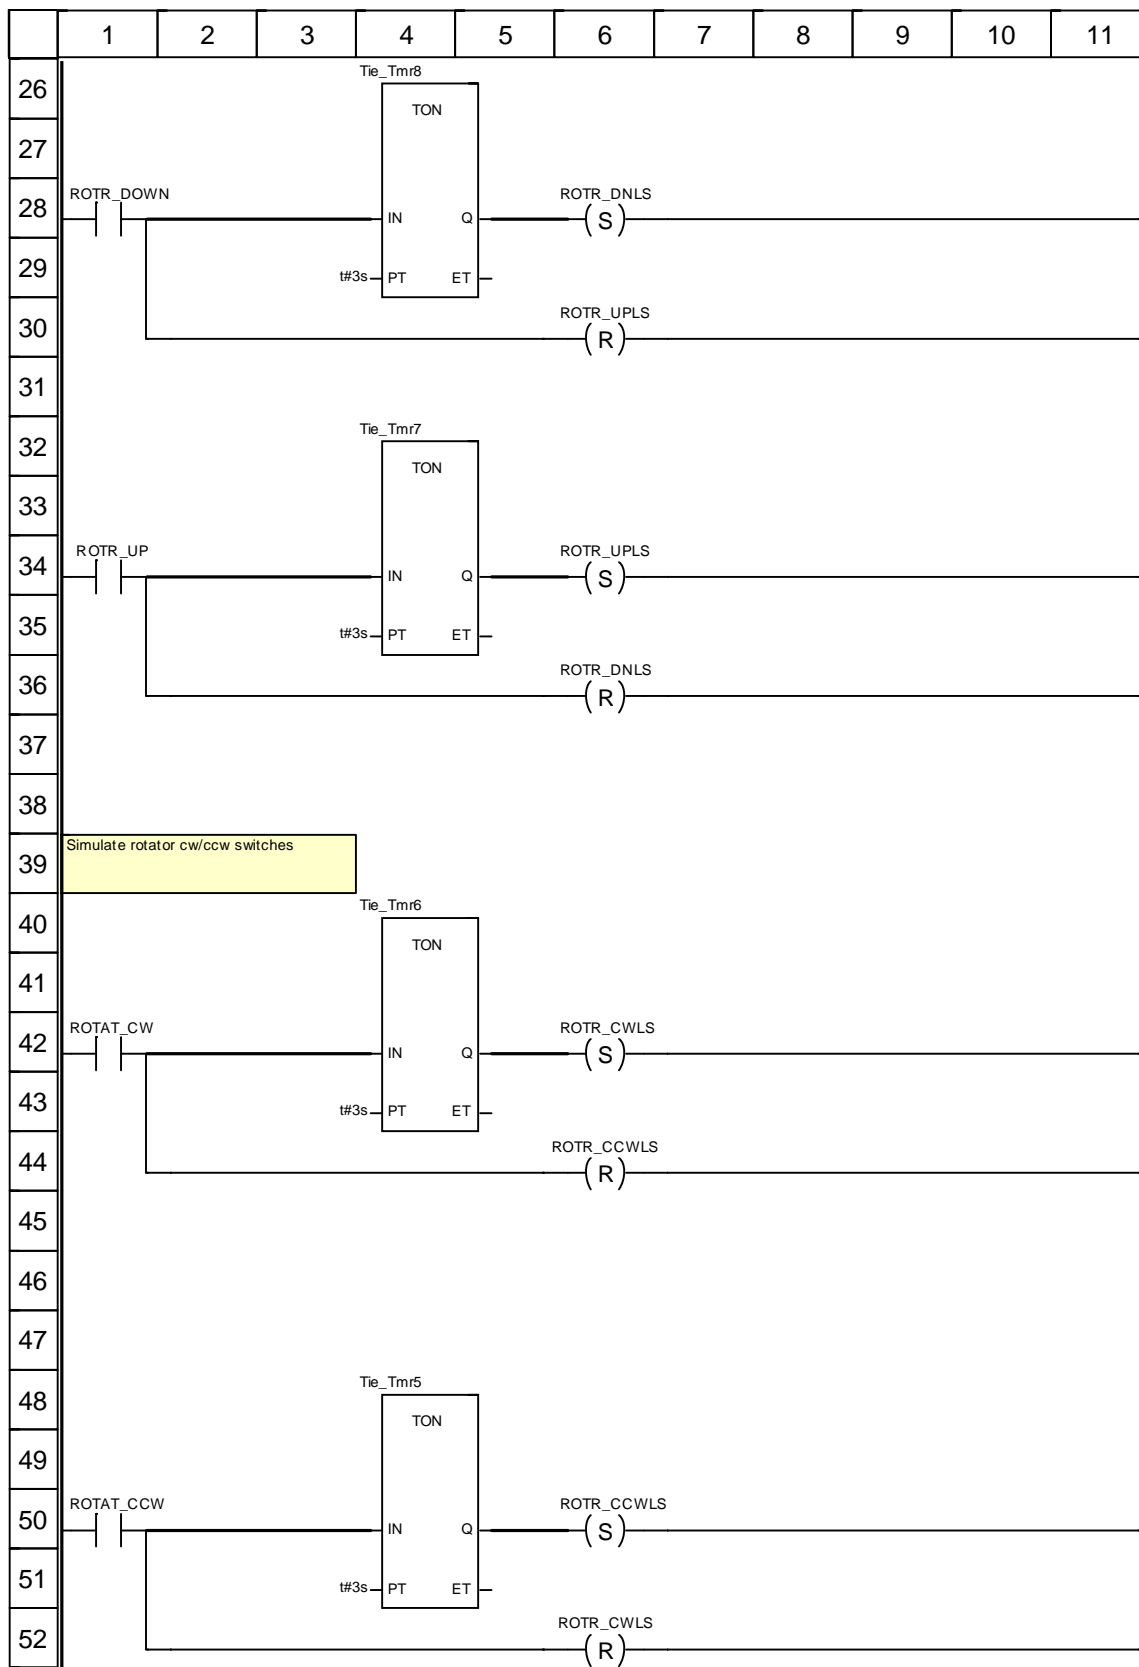 1 2 3 4 5 6 7 8 9 10 11
26
Tie_Tmr8
TON
27
28
ROTR_DOWN
IN Q
ROTR_DNLS
(S)
29
t#3s PT ET
30
ROTR_UPLS
(R)
31
32
Tie_Tmr7
TON
33
34
ROTR_UP
IN Q
ROTR_UPLS
(S)
35
t#3s PT ET
36
ROTR_DNLS
(R)
37
38
39
Simulate rotator cw/ccw switches
40
Tie_Tmr6
TON
41
42
ROTAT_CW
IN Q
ROTR_CWLS
(S)
43
t#3s PT ET
44
ROTR_CCWLS
(R)
45
46
47
48
Tie_Tmr5
TON
49
50
ROTAT_CCW
IN Q
ROTR_CCWLS
(S)
51
t#3s PT ET
52
ROTR_CWLS
(R)